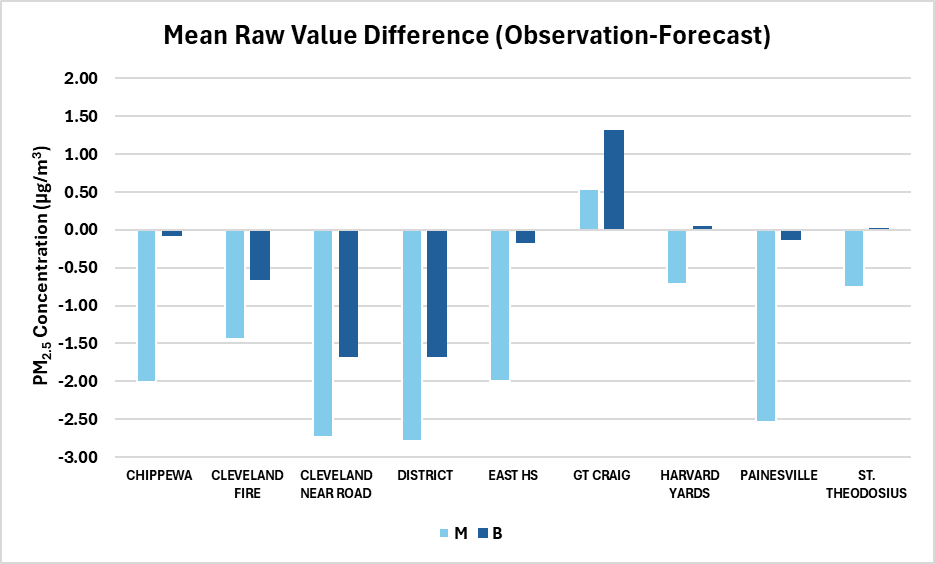 Mean Raw Value Difference (Observation-Forecast)
PM2.5 Concentration (µg/m³)
2.00
1.50
1.00
0.50
0.00
-0.50
-1.00
-1.50
-2.00
-2.50
-3.00
CHIPPEWA CLEVELAND CLEVELAND DISTRICT EAST HS GT CRAIG HARVARD PAINESVILLE ST.
FIRE NEAR ROAD YARDS THEODOSIUS
M B